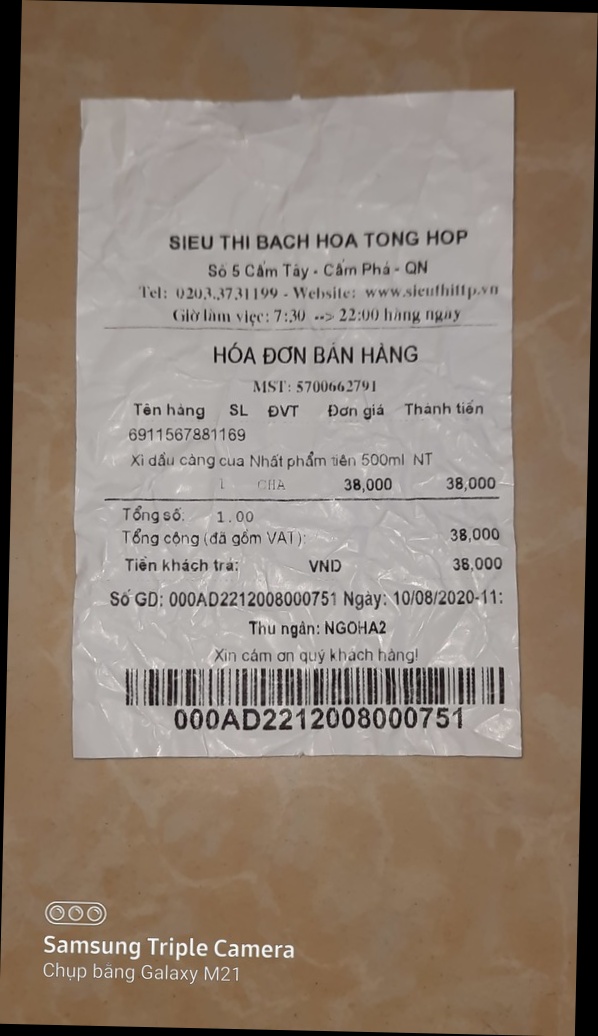 SIEU THI BACH HOA TONG HOP
Số 5 Cẩm Tây - Cẩm Phả - QN
Tel: 0203.3731199 - Website: www.sieuthittp.vn
Giờ làm việc: 7:30 --> 22:00 hàng ngày
HÓA ĐƠN BÁN HÀNG
MST: 5700662791
Tên hàng SL ĐVT Đơn giá Thành tiền
6911567881169
Xì dầu càng cua Nhất phẩm tiên 500ml NT
1 CHA 38,000 38,000
Tổng số: 1.00
Tổng cộng (đã gồm VAT): 38,000
Tiền khách trả: VND 38,000
Số GD: 000AD2212008000751 Ngày: 10/08/2020-11:
Thu ngân: NGOHA2
Xin cảm ơn quý khách hàng!
000AD2212008000751
Samsung Triple Camera
Chụp bằng Galaxy M21